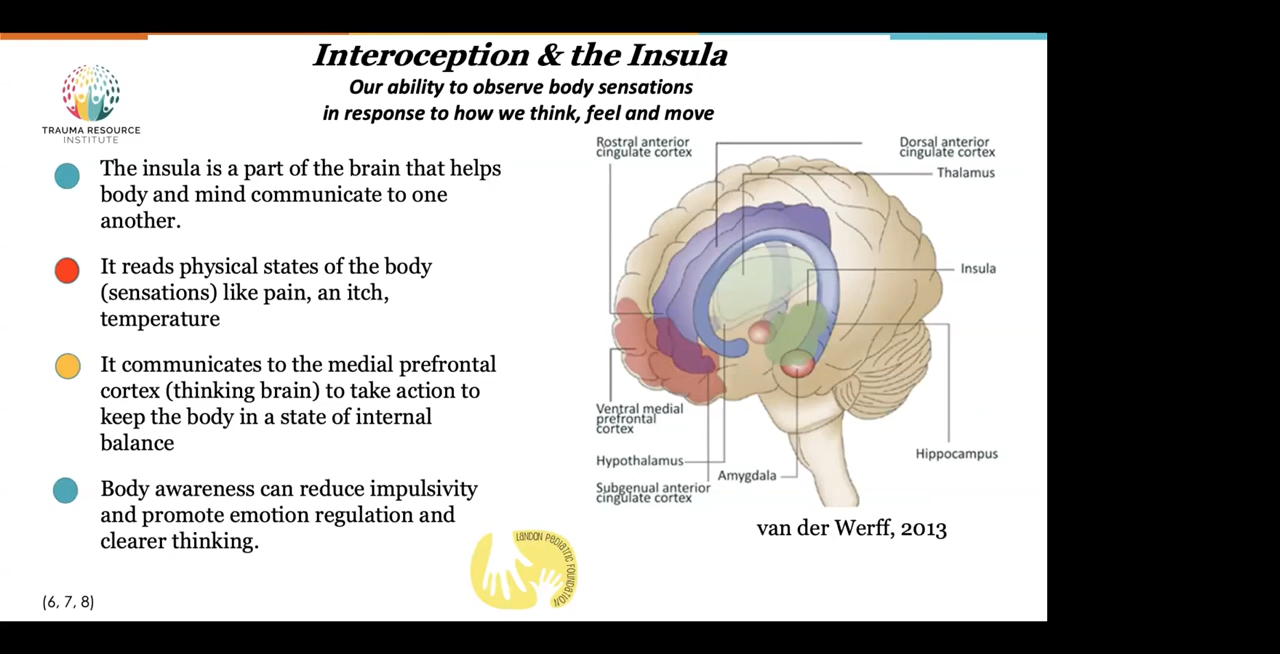 Interoception & the Insula
Our ability to observe body sensations
in response to how we think, feel and move
TRAUMA RESOURCE
INSTITUTE
The insula is a part of the brain that helps
body and mind communicate to one
another.
It reads physical states of the body
(sensations) like pain, an itch,
temperature
It communicates to the medial prefrontal
cortex (thinking brain) to take action to
keep the body in a state of internal
balance
Body awareness can reduce impulsivity
and promote emotion regulation and
clearer thinking.
(6, 7, 8)
LANDON PEDIATRIC FOUNDATION
Rostral anterior
cingulate cortex
Dorsal anterior
cingulate cortex
Thalamus
Insula
Ventral medial
prefrontal
cortex
Hypothalamus
Subgenual anterior
cingulate cortex
Amygdala
Hippocampus
van der Werff, 2013